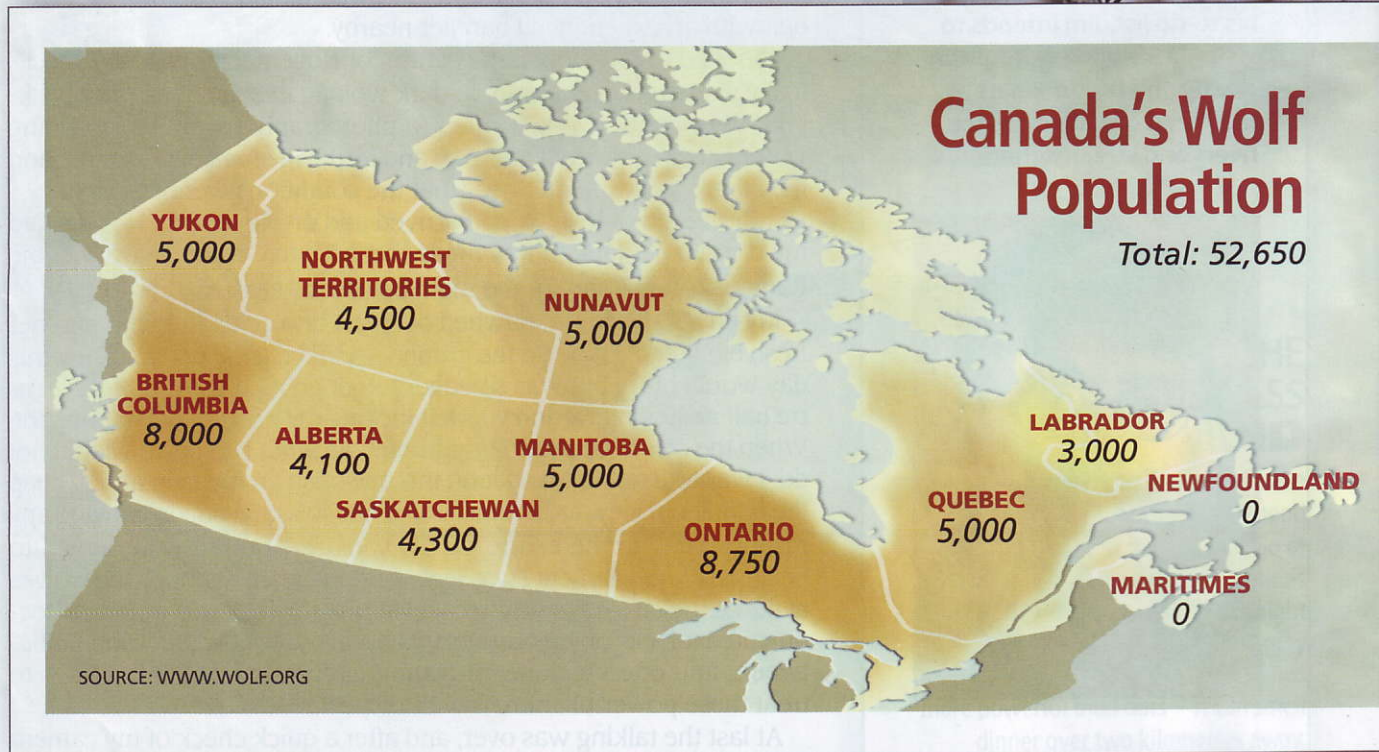 Canada's Wolf
Population
Total: 52,650
YUKON
5,000
NORTHWEST
TERRITORIES
4,500
NUNAVUT
5,000
BRITISH
COLUMBIA
8,000
ALBERTA
4,100
SASKATCHEWAN
4,300
MANITOBA
5,000
ONTARIO
8,750
QUEBEC
5,000
LABRADOR
3,000
NEWFOUNDLAND
0
MARITIMES
0
SOURCE: WWW.WOLF.ORG
At last the talking was over, and after a quick check of my camera